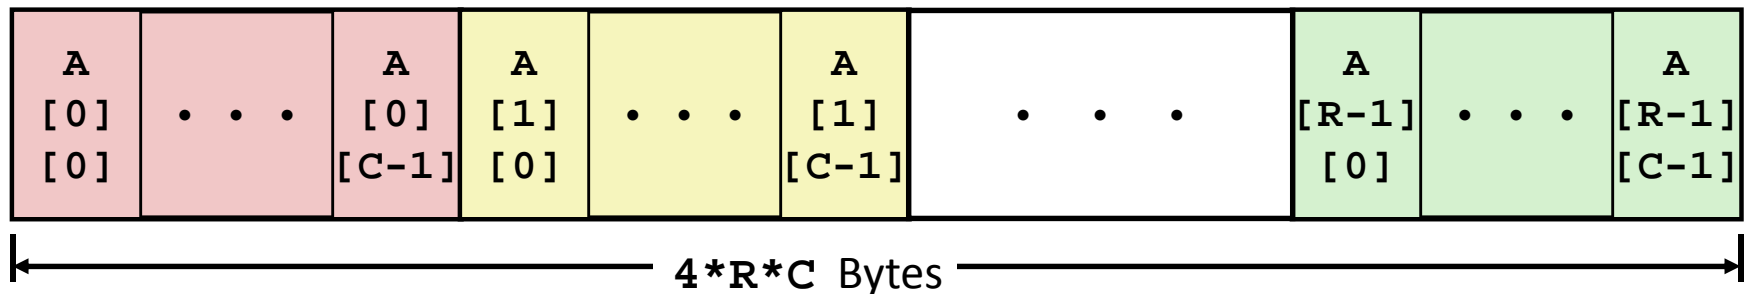 A A A A A A
[0] • • • [0] [1] • • • [1] • • • [R-1] • • • [R-1]
[0] [C-1] [0] [C-1] [0] [C-1]
4*R*C Bytes